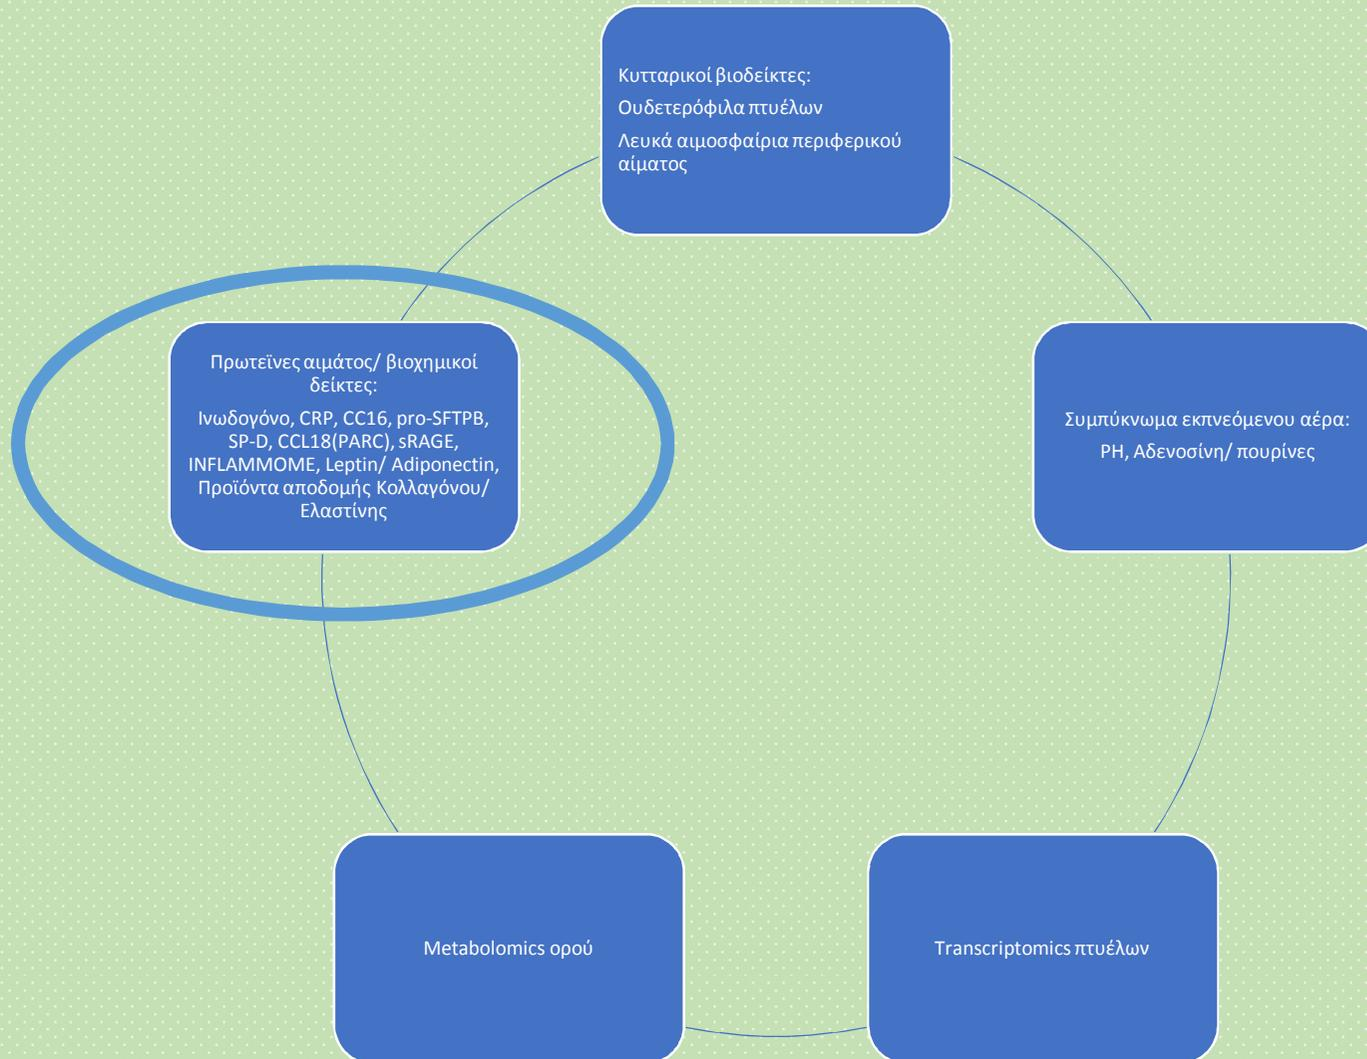 Κυτταρικοί βιοδείκτες:
Ουδετερόφιλα πτυέλων
Λευκά αιμοσφαίρια περιφερικού
αίματος
Πρωτεϊνες αιμάτος/ βιοχημικοί
δείκτες:
Ινωδογόνο, CRP, CC16, pro-SFTPB,
SP-D, CCL18(PARC), sRAGE,
INFLAMMOME, Leptin/ Adiponectin,
Προϊόντα αποδομής Κολλαγόνου/
Ελαστίνης
Συμπύκνωμα εκπνεόμενου αέρα:
PH, Αδενοσίνη/ πουρίνες
Metabolomics ορού
Transcriptomics πτυέλων